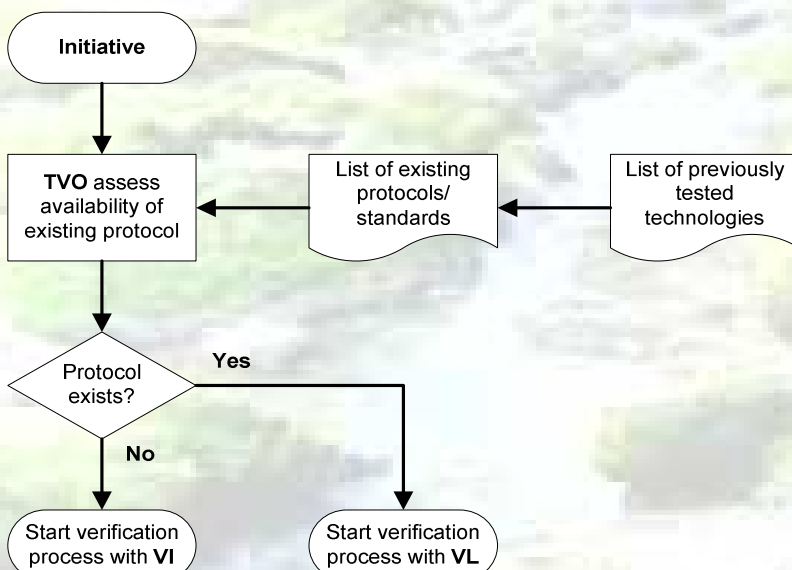 Initiative
TVO assess
availability of
existing protocol
List of existing
protocols/
standards
List of previously
tested
technologies
Protocol
exists?
Yes
No
Start verification
process with VI
Start verification
process with VL